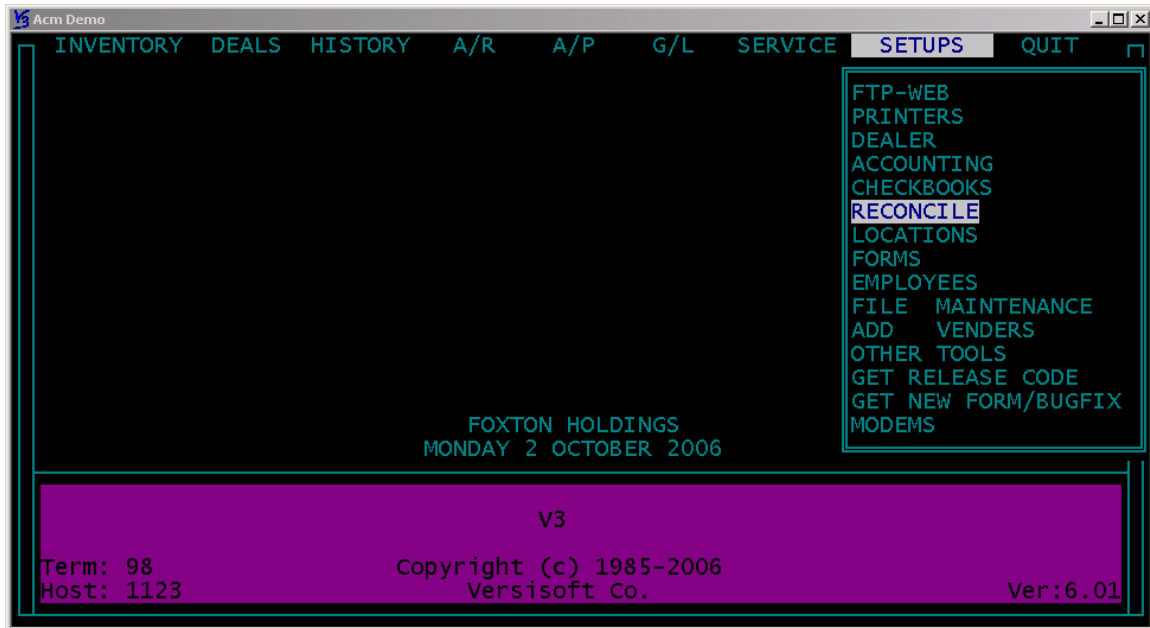 V3 Acm Demo
INVENTORY DEALS HISTORY A/R A/P G/L SERVICE SETUPS QUIT
FTP-WEB
PRINTERS
DEALER
ACCOUNTING
CHECKBOOKS
RECONCILE
LOCATIONS
FORMS
EMPLOYEES
FILE MAINTENANCE
ADD VENDERS
OTHER TOOLS
GET RELEASE CODE
GET NEW FORM/BUGFIX
MODEMS
FOXTON HOLDINGS
MONDAY 2 OCTOBER 2006
V3
Term: 98 Copyright (c) 1985-2006
Host: 1123 Versisoft Co. Ver:6.01